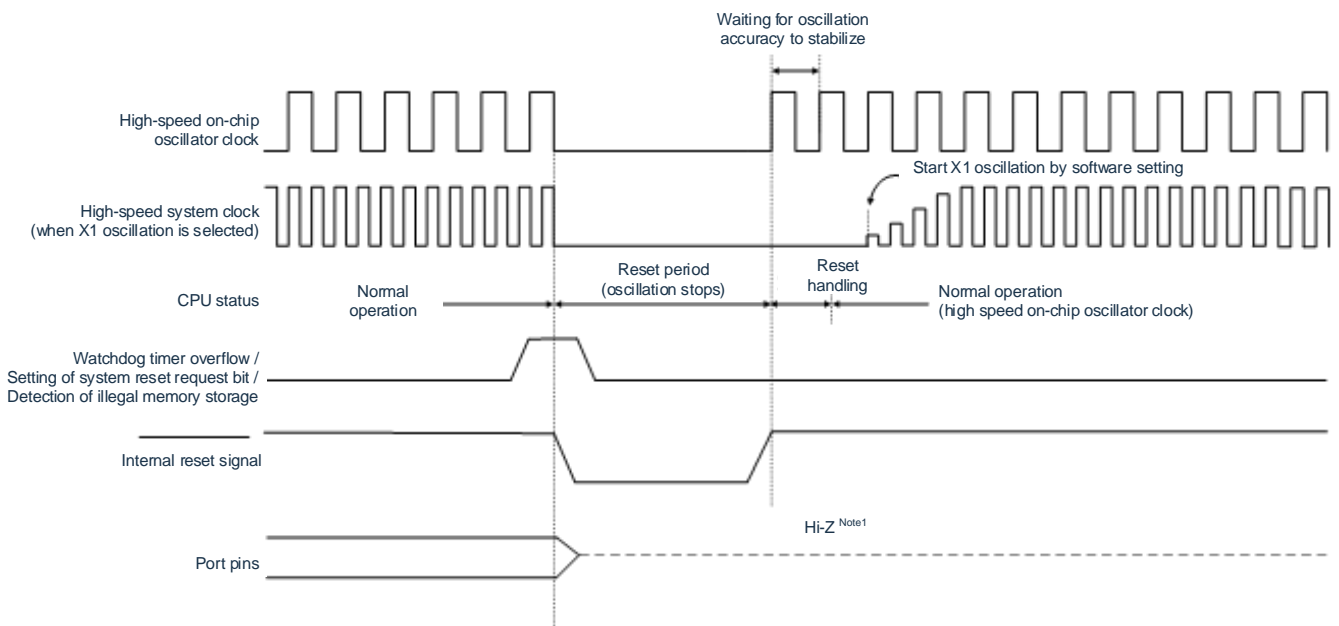 Waiting for oscillation
accuracy to stabilize
High-speed on-chip
oscillator clock
Start X1 oscillation by software setting
High-speed system clock
(when X1 oscillation is selected)
CPU status
Normal
operation
Reset period
(oscillation stops)
Reset
handling
Normal operation
(high speed on-chip oscillator clock)
Watchdog timer overflow /
Setting of system reset request bit /
Detection of illegal memory storage
Internal reset signal
Hi-Z Note1
Port pins